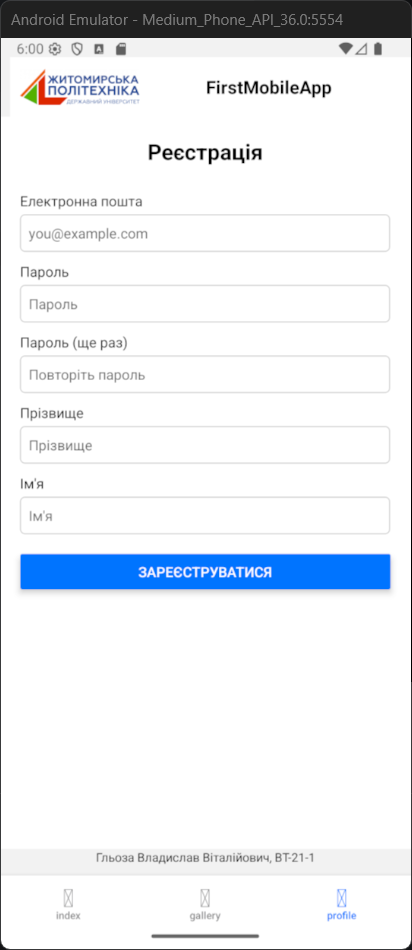 Android Emulator - Medium_Phone_API_36.0:5554
6:00
ЖИТОМИРСЬКА
ПОЛІТЕХНІКА
ДЕРЖАВНИЙ УНІВЕРСИТЕТ
FirstMobileApp
Реєстрація
Електронна пошта
you@example.com
Пароль
Пароль
Пароль (ще раз)
Повторіть пароль
Прізвище
Прізвище
Ім'я
Ім'я
ЗАРЕЄСТРУВАТИСЯ
Гльоза Владислав Віталійович, ВТ-21-1
index
gallery
profile